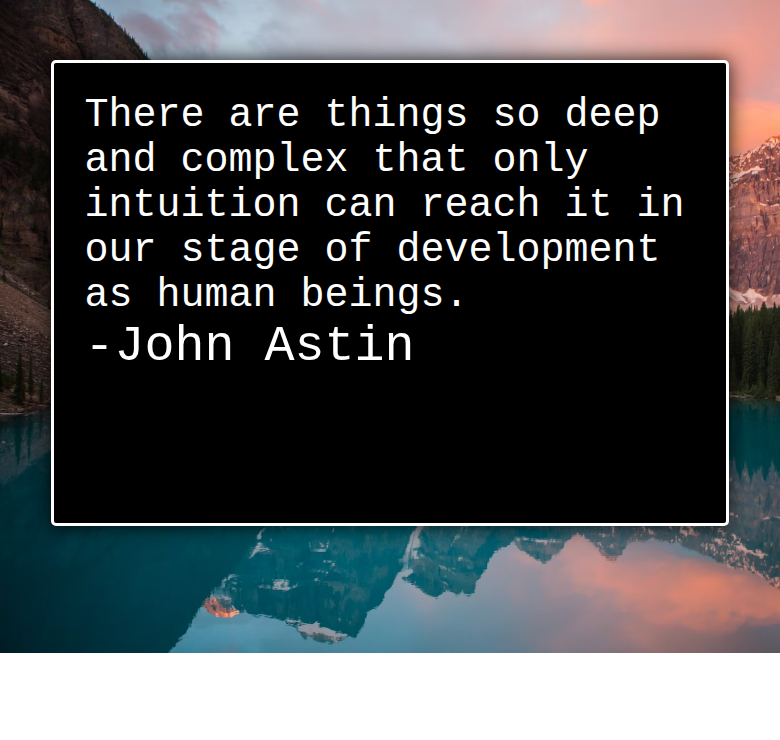 There are things so deep
and complex that only
intuition can reach it in
our stage of development
as human beings.
-John Astin